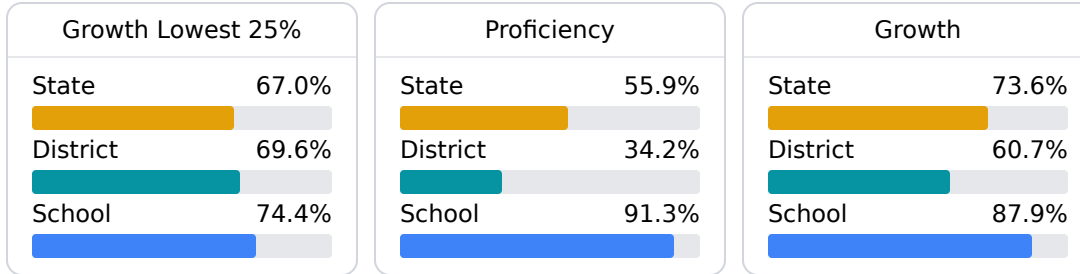 Growth Lowest 25%
State 67.0%
District 69.6%
School 74.4%
Proficiency
State 55.9%
District 34.2%
School 91.3%
Growth
State 73.6%
District 60.7%
School 87.9%